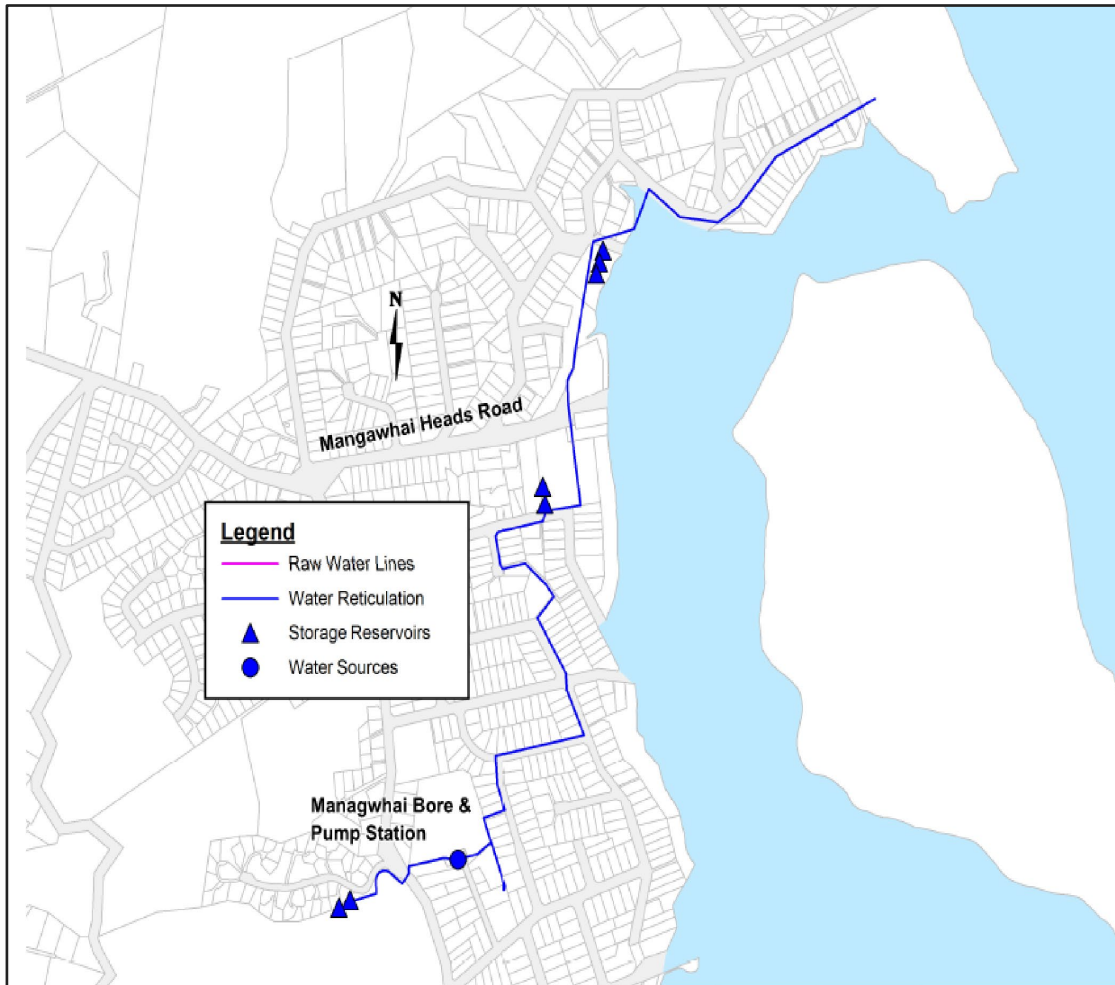 N
Mangawhai Heads Road
Legend
Raw Water Lines
Water Reticulation
Storage Reservoirs
Water Sources
Managwhai Bore &
Pump Station